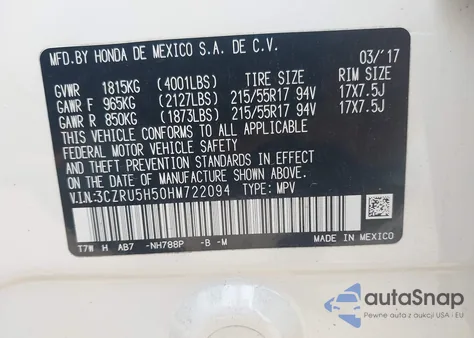 MFD.BY HONDA DE MEXICO S.A. DE C.V. 03/'17
GVWR 1815KG (4001LBS) TIRE SIZE RIM SIZE
GAWR F 965KG (2127LBS) 215/55R17 94V 17X7.5J
GAWR R 850KG (1873LBS) 215/55R17 94V 17X7.5J
THIS VEHICLE CONFORMS TO ALL APPLICABLE
FEDERAL MOTOR VEHICLE SAFETY
AND THEFT PREVENTION STANDARDS IN EFFECT
ON THE DATE OF MANUFACTURE SHOWN ABOVE.
V.I.N.:3CZRU5H50HM722094 TYPE: MPV
T7W H AB7 -NH788P -B -M
MADE IN MEXICO
autoSnap
Pewne auta z USA i EU